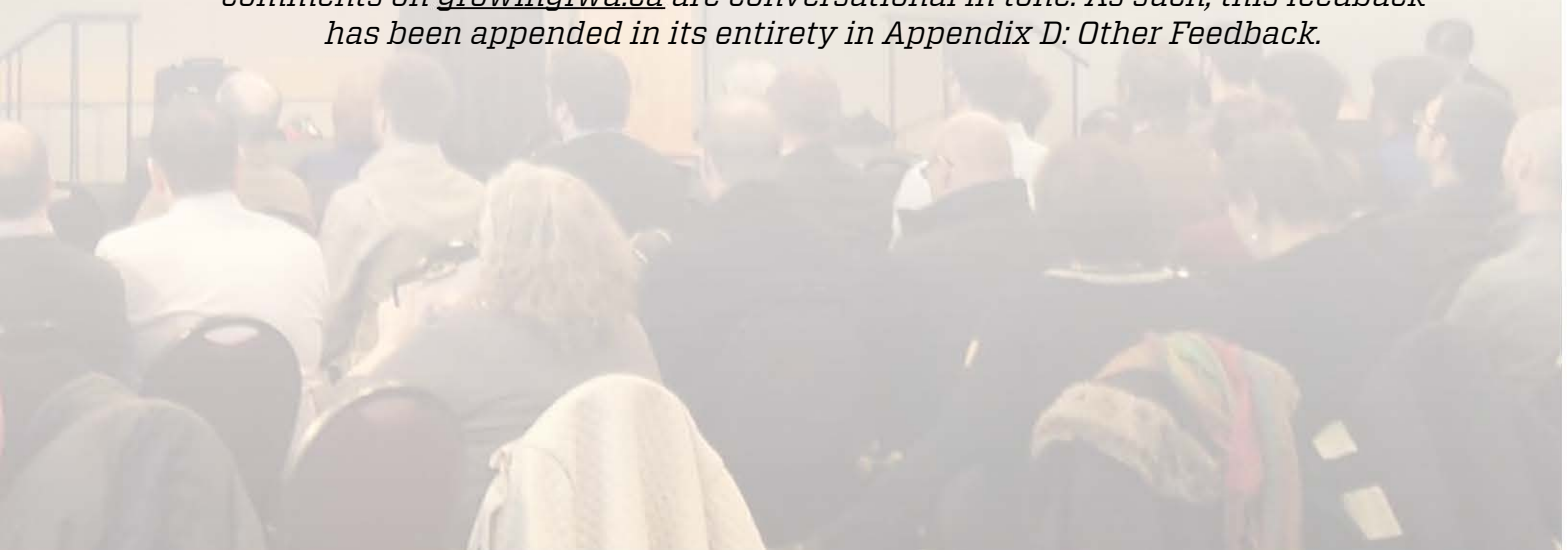 comments on growingfwd.ca are conversational in tone. As such, this feedback
has been appended in its entirety in Appendix D: Other Feedback.